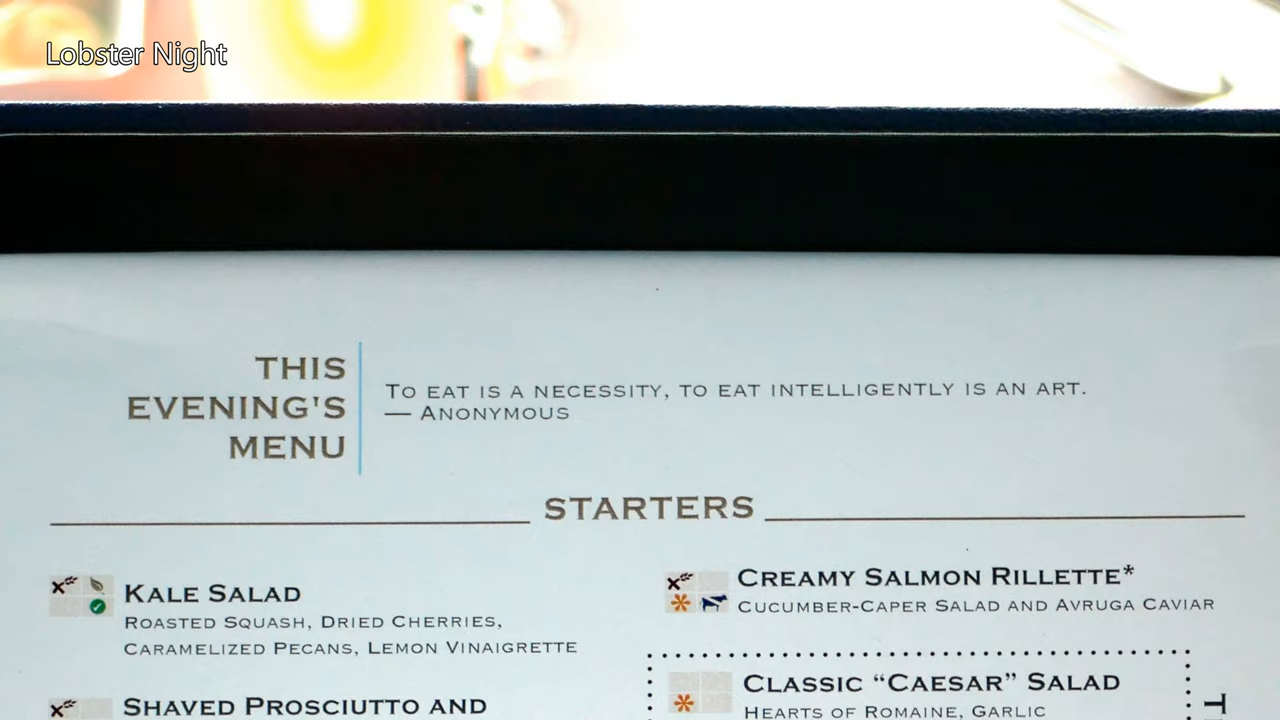 Lobster Night
THIS
EVENING'S
MENU
TO EAT IS A NECESSITY, TO EAT INTELLIGENTLY IS AN ART.
— ANONYMOUS
STARTERS
KALE SALAD
ROASTED SQUASH, DRIED CHERRIES,
CARAMELIZED PECANS, LEMON VINAIGRETTE
SHAVED PROSCIUTTO AND
CREAMY SALMON RILLETTE*
CUCUMBER-CAPER SALAD AND AVRUGA CAVIAR
CLASSIC “CAESAR” SALAD
HEARTS OF ROMAINE, GARLIC
T